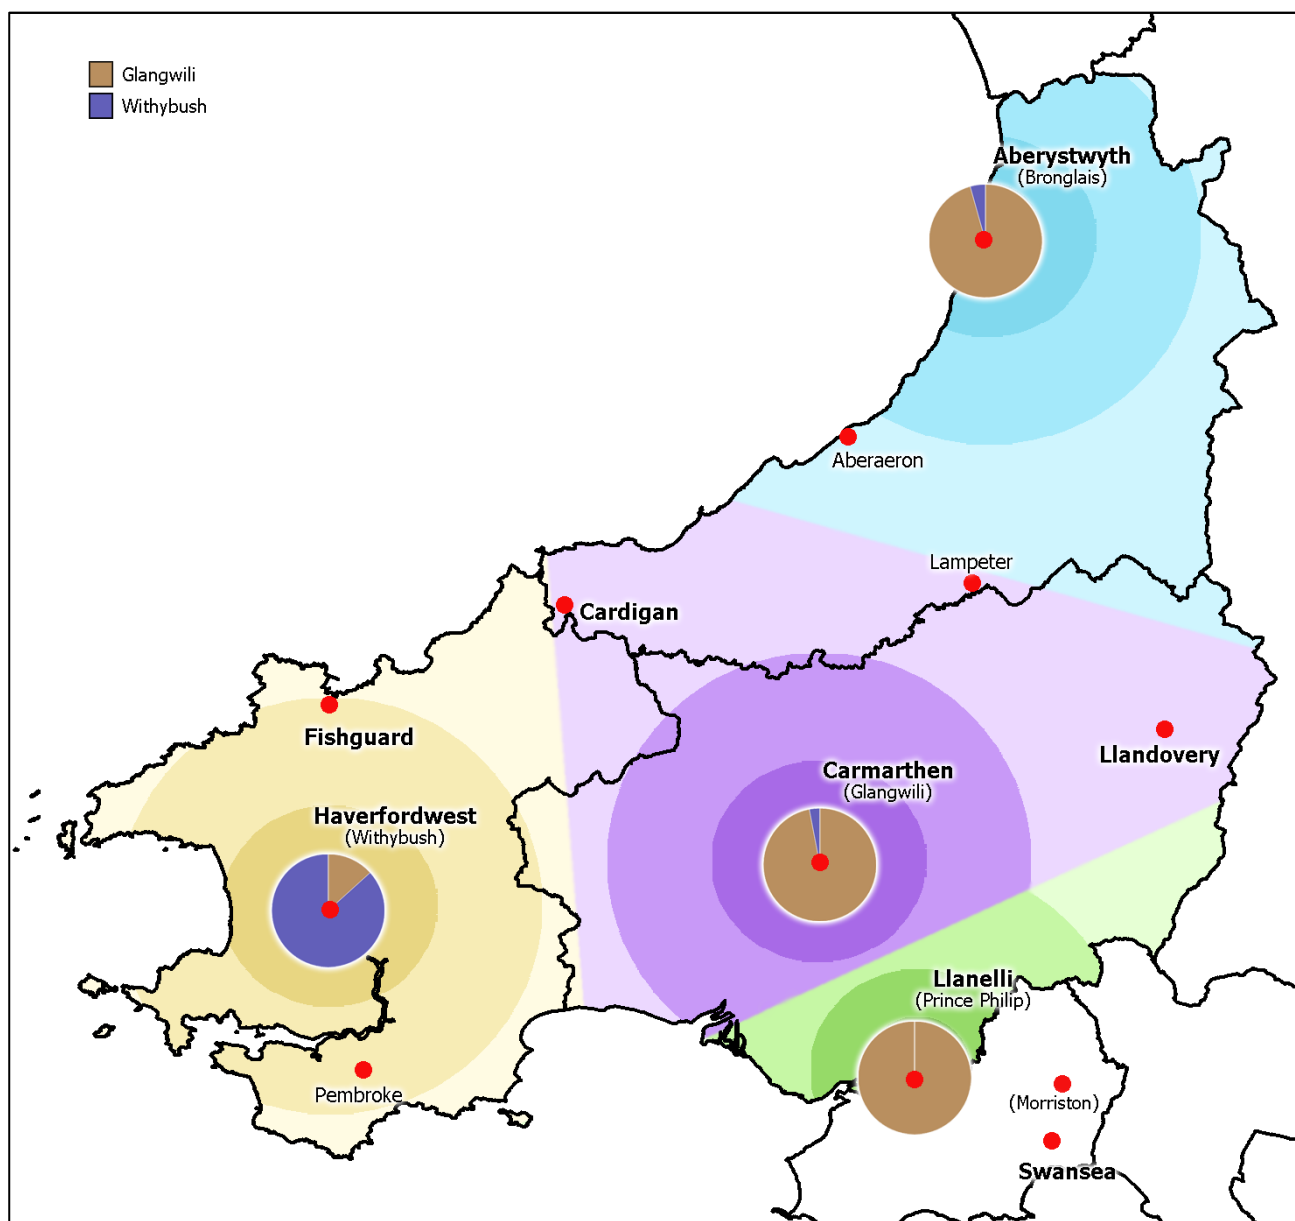 Glangwili
Withybush
Aberystwyth
(Bronglais)
Aberaeron
Lampeter
Cardigan
Fishguard
Llandovery
Carmarthen
(Glangwili)
Haverfordwest
(Withybush)
Llanelli
(Prince Philip)
Pembroke
(Morriston)
Swansea